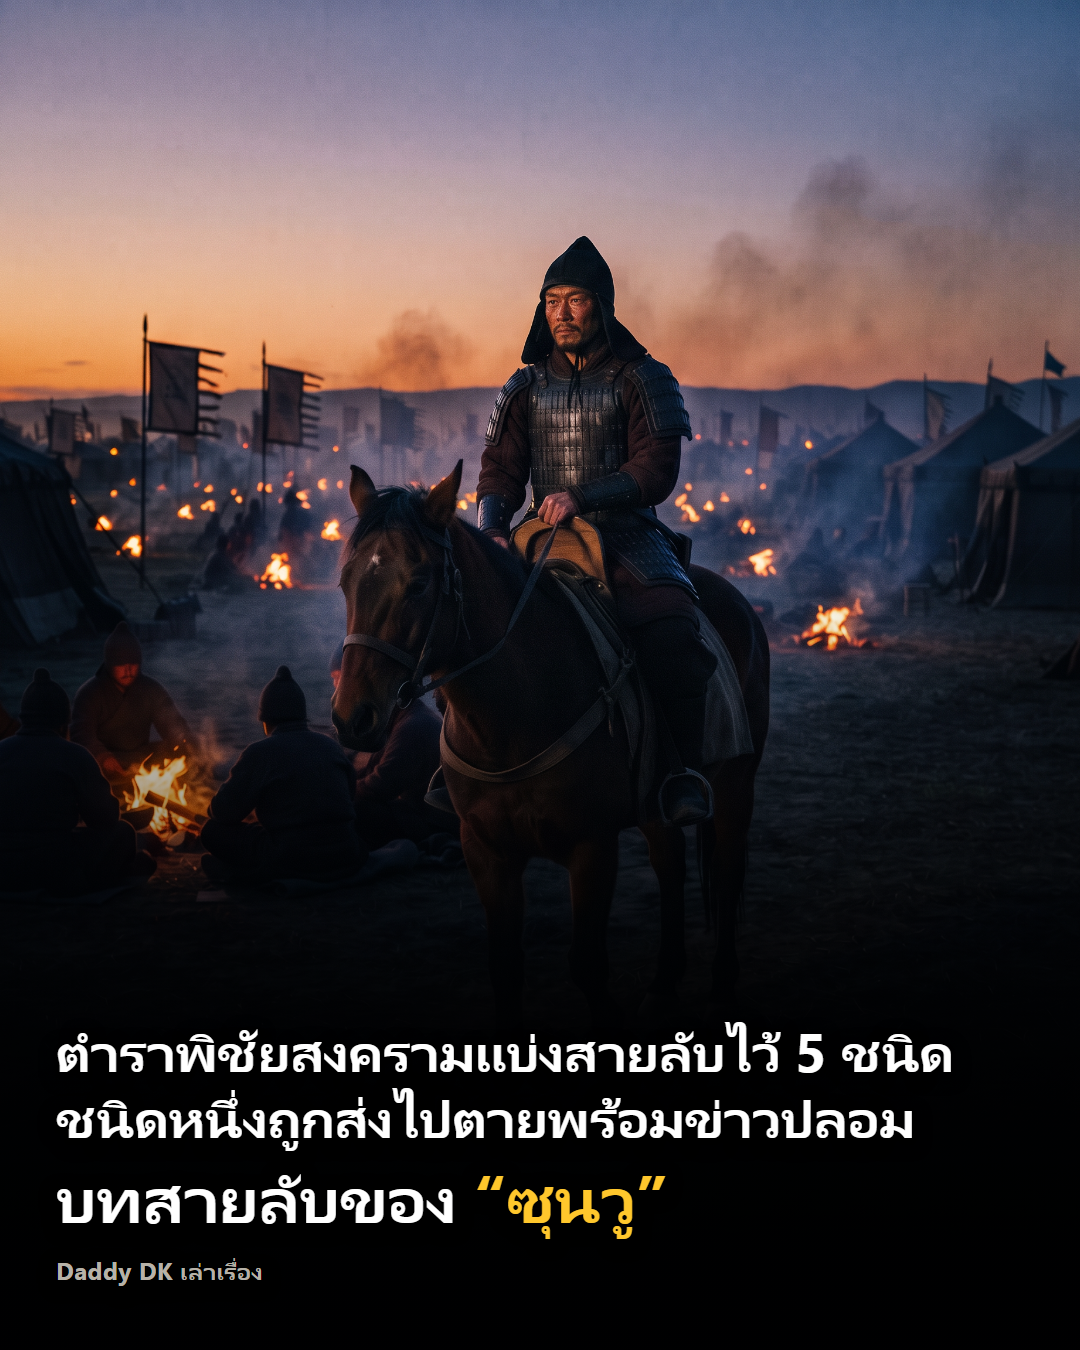 ตำราพิชัยสงครามแบ่งสายลับไว้ 5 ชนิด
ชนิดหนึ่งถูกส่งไปตายพร้อมข่าวปลอม
บทสายลับของ “ซุนวู”
Daddy DK เล่าเรื่อง